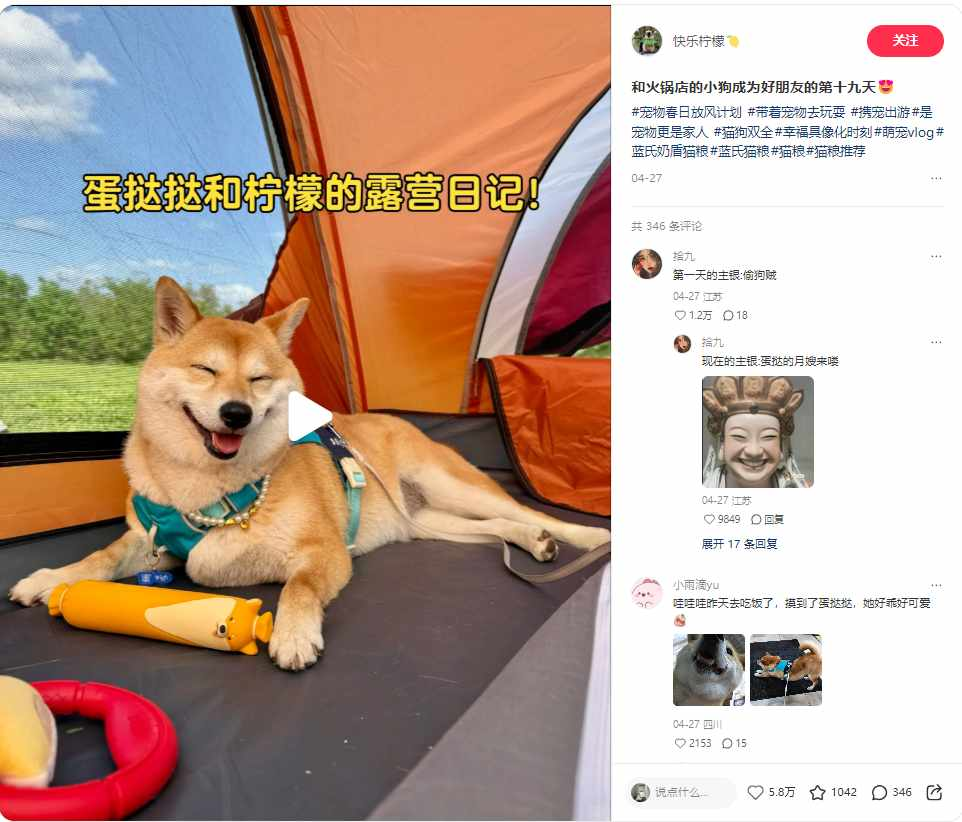 蛋挞挞和柠檬的露营日记!
快乐柠檬🍋
关注
和火锅店的小狗成为好朋友的第十九天😍
#宠物春日放风计划 #带着宠物去玩耍 #携宠出游#是
宠物更是家人 #猫狗双全#幸福具像化时刻#萌宠vlog#
蓝氏奶盾猫粮#蓝氏猫粮#猫粮#猫粮推荐
04-27
共 346 条评论
拾九
第一天的主银:偷狗贼
04-27 江苏
1.2万 18
拾九
现在的主银:蛋挞的月嫂来喽
04-27 江苏
9849 回复
展开 17 条回复
小雨滴yu
哇哇哇昨天去吃饭了，摸到了蛋挞挞，她好乖好可爱
04-27 四川
2153 15
说点什么...
5.8万 1042 346